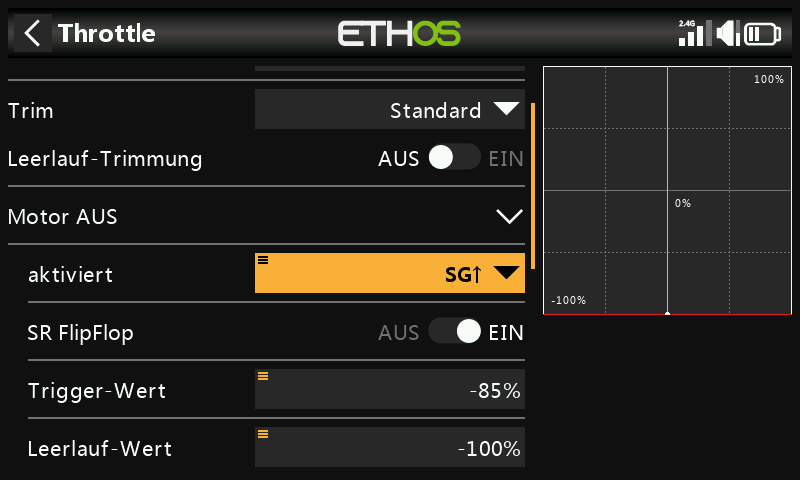 Throttle
ETHOS
2.4G
Trim
Standard
Leerlauf-Trimmung
AUS EIN
Motor AUS
aktiviert
SG↑
SR FlipFlop
AUS EIN
Trigger-Wert
-85%
Leerlauf-Wert
-100%
100%
0%
-100%